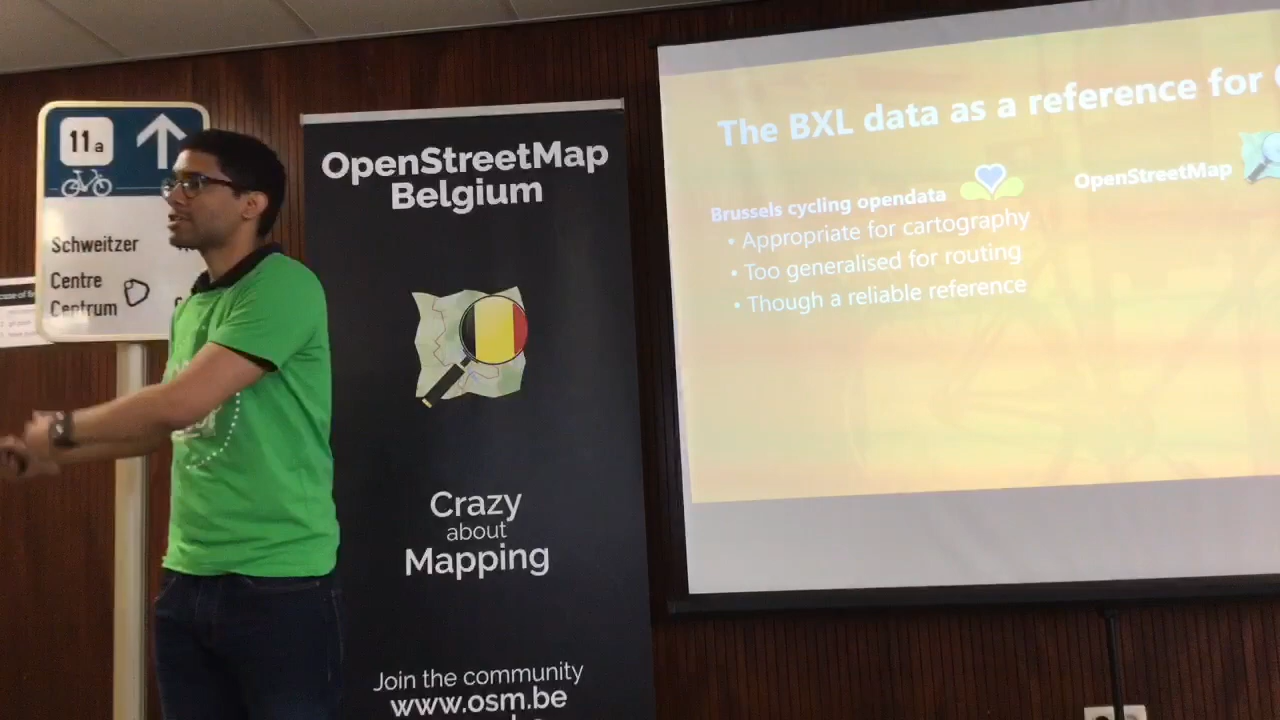 11a
Schweitzer
Centre
Centrum
OpenStreetMap
Belgium
Crazy
about
Mapping
Join the community
www.osm.be
The BXL data as a reference for
Brussels cycling opendata
• Appropriate for cartography
• Too generalised for routing
• Though a reliable reference
OpenStreetMap